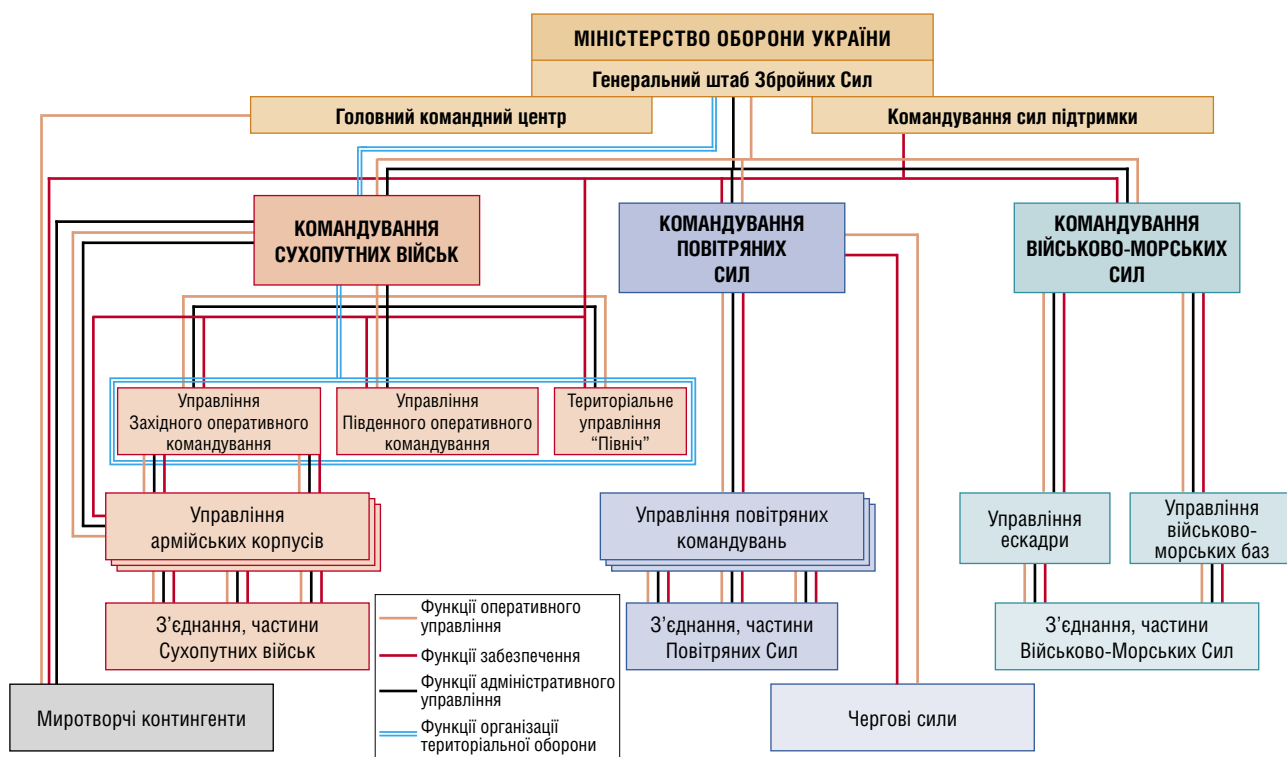 МІНІСТЕРСТВО ОБОРОНИ УКРАЇНИ
Генеральний штаб Збройних Сил
Головний командний центр
Командування сил підтримки
КОМАНДУВАННЯ
СУХОПУТНИХ ВІЙСЬК
КОМАНДУВАННЯ
ПОВІТРЯНИХ
СИЛ
КОМАНДУВАННЯ
ВІЙСЬКОВО-МОРСЬКИХ
СИЛ
Управління
Західного оперативного
командування
Управління
Південного оперативного
командування
Територіальне
управління
“Північ”
Управління
армійських корпусів
Управління повітряних
командувань
Управління
ескадри
Управління
військово-
морських баз
З’єднання, частини
Сухопутних військ
Функції оперативного
управління
Функції забезпечення
Функції адміністративного
управління
Функції організації
територіальної оборони
З’єднання, частини
Повітряних Сил
З’єднання, частини
Військово-Морських Сил
Миротворчі контингенти
Чергові сили